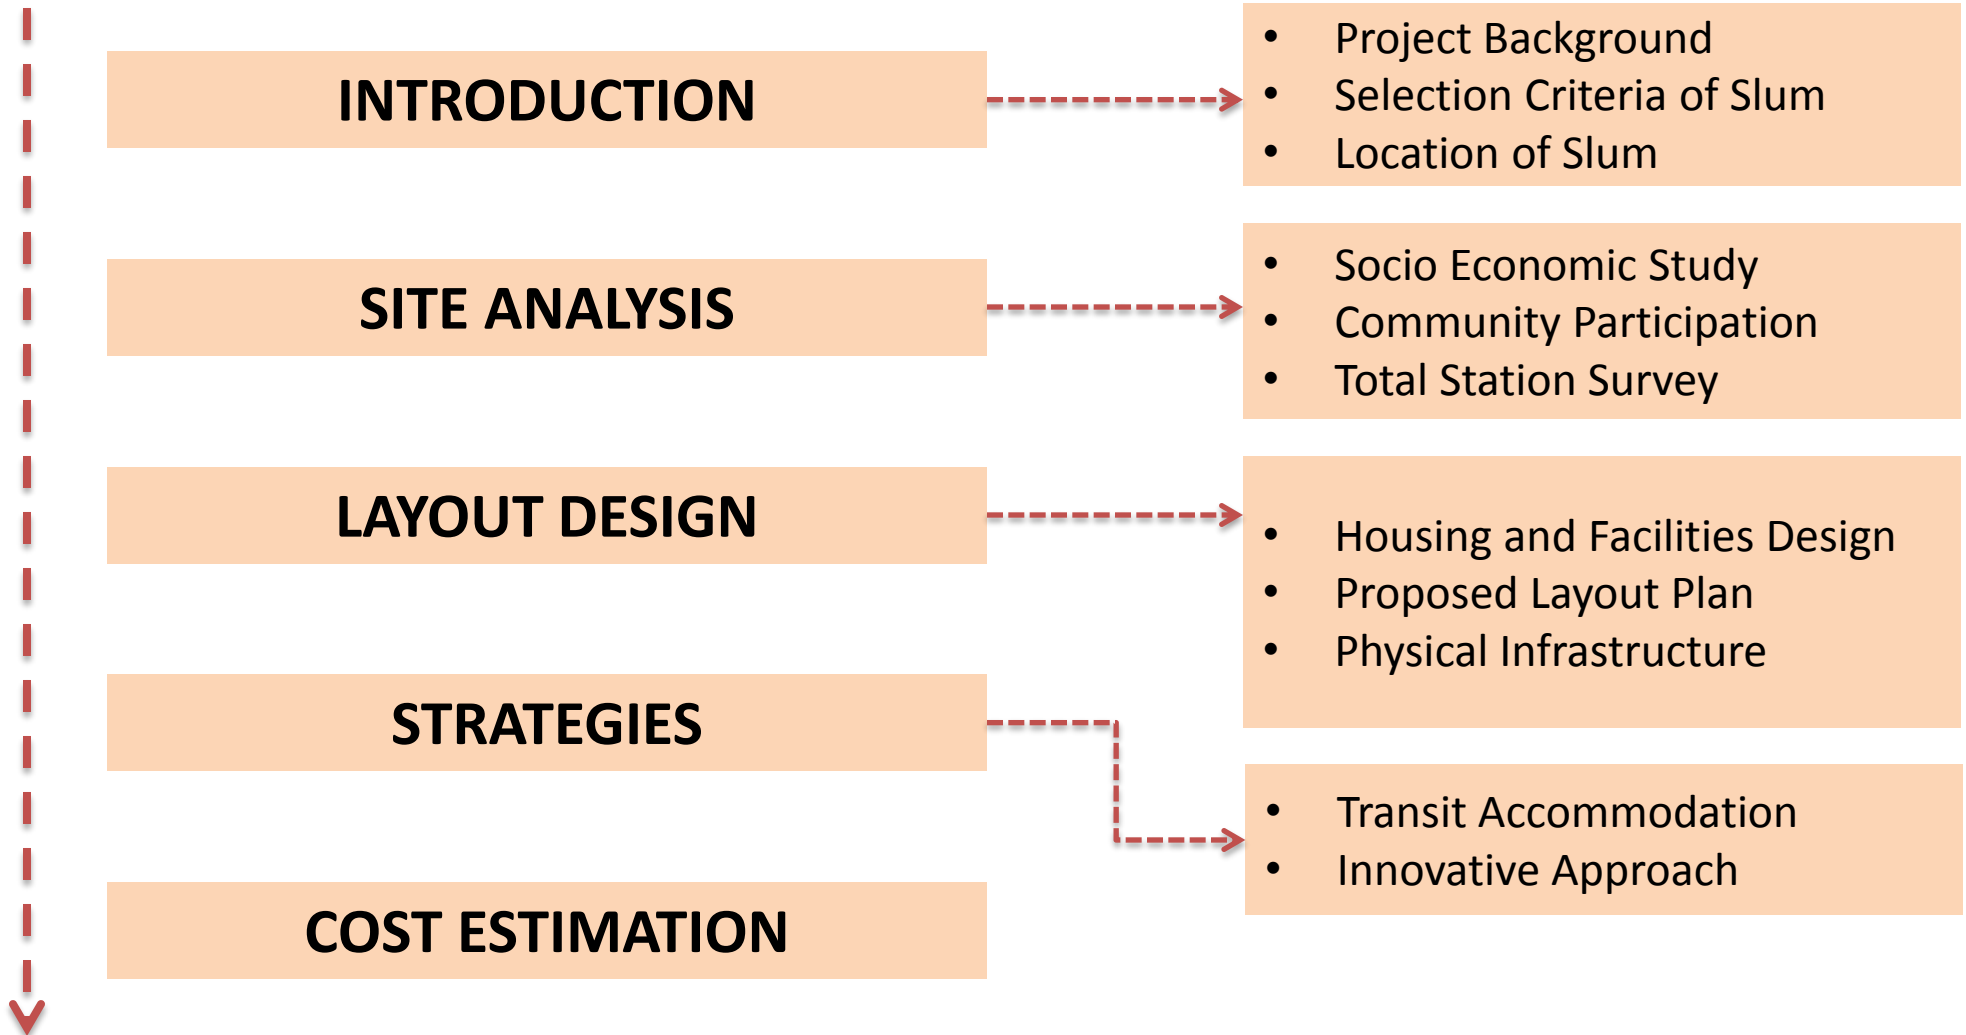 INTRODUCTION
• Project Background
• Selection Criteria of Slum
• Location of Slum
SITE ANALYSIS
• Socio Economic Study
• Community Participation
• Total Station Survey
LAYOUT DESIGN
• Housing and Facilities Design
• Proposed Layout Plan
• Physical Infrastructure
STRATEGIES
• Transit Accommodation
• Innovative Approach
COST ESTIMATION